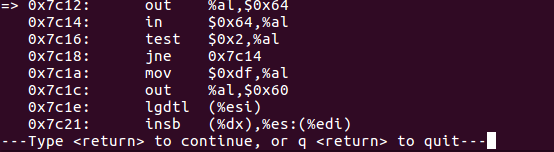 => 0x7c12: out %al,$0x64
0x7c14: in $0x64,%al
0x7c16: test $0x2,%al
0x7c18: jne 0x7c14
0x7c1a: mov $0xdf,%al
0x7c1c: out %al,$0x60
0x7c1e: lgdtl (%esi)
0x7c21: insb (%dx),%es:(%edi)
---Type <return> to continue, or q <return> to quit---